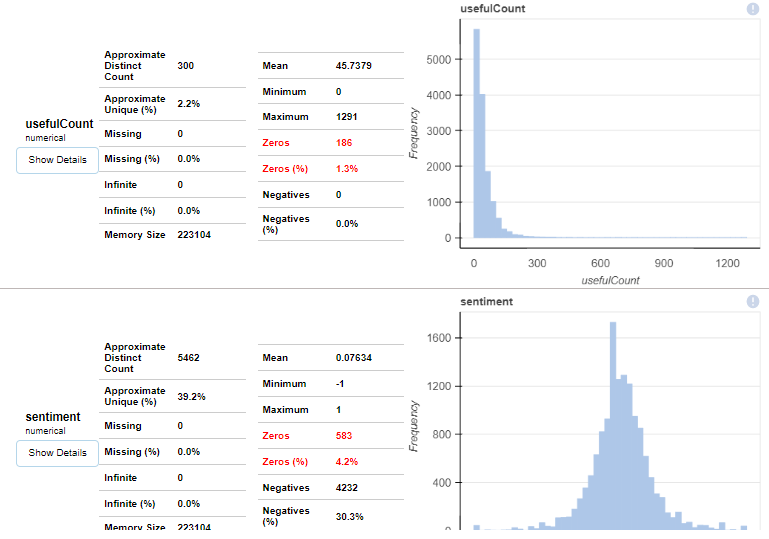 usefulCount
Approximate
Distinct
Count
300
Mean
45.7379
Approximate
Unique (%)
2.2%
Minimum
0
usefulCount
numerical
Show Details
Missing
0
Maximum
1291
Missing (%)
0.0%
Zeros
186
Infinite
0
Zeros (%)
1.3%
Infinite (%)
0.0%
Negatives
0
Memory Size
223104
Negatives
(%)
0.0%
5000
4000
3000
2000
1000
0
Frequency
0 300 600 900 1200
usefulCount
sentiment
Approximate
Distinct
Count
5462
Mean
0.07634
Approximate
Unique (%)
39.2%
Minimum
-1
sentiment
numerical
Show Details
Missing
0
Maximum
1
Missing (%)
0.0%
Zeros
583
Infinite
0
Zeros (%)
4.2%
Infinite (%)
0.0%
Negatives
4232
Memory Size
223104
Negatives
(%)
30.3%
1600
1200
800
400
0
Frequency